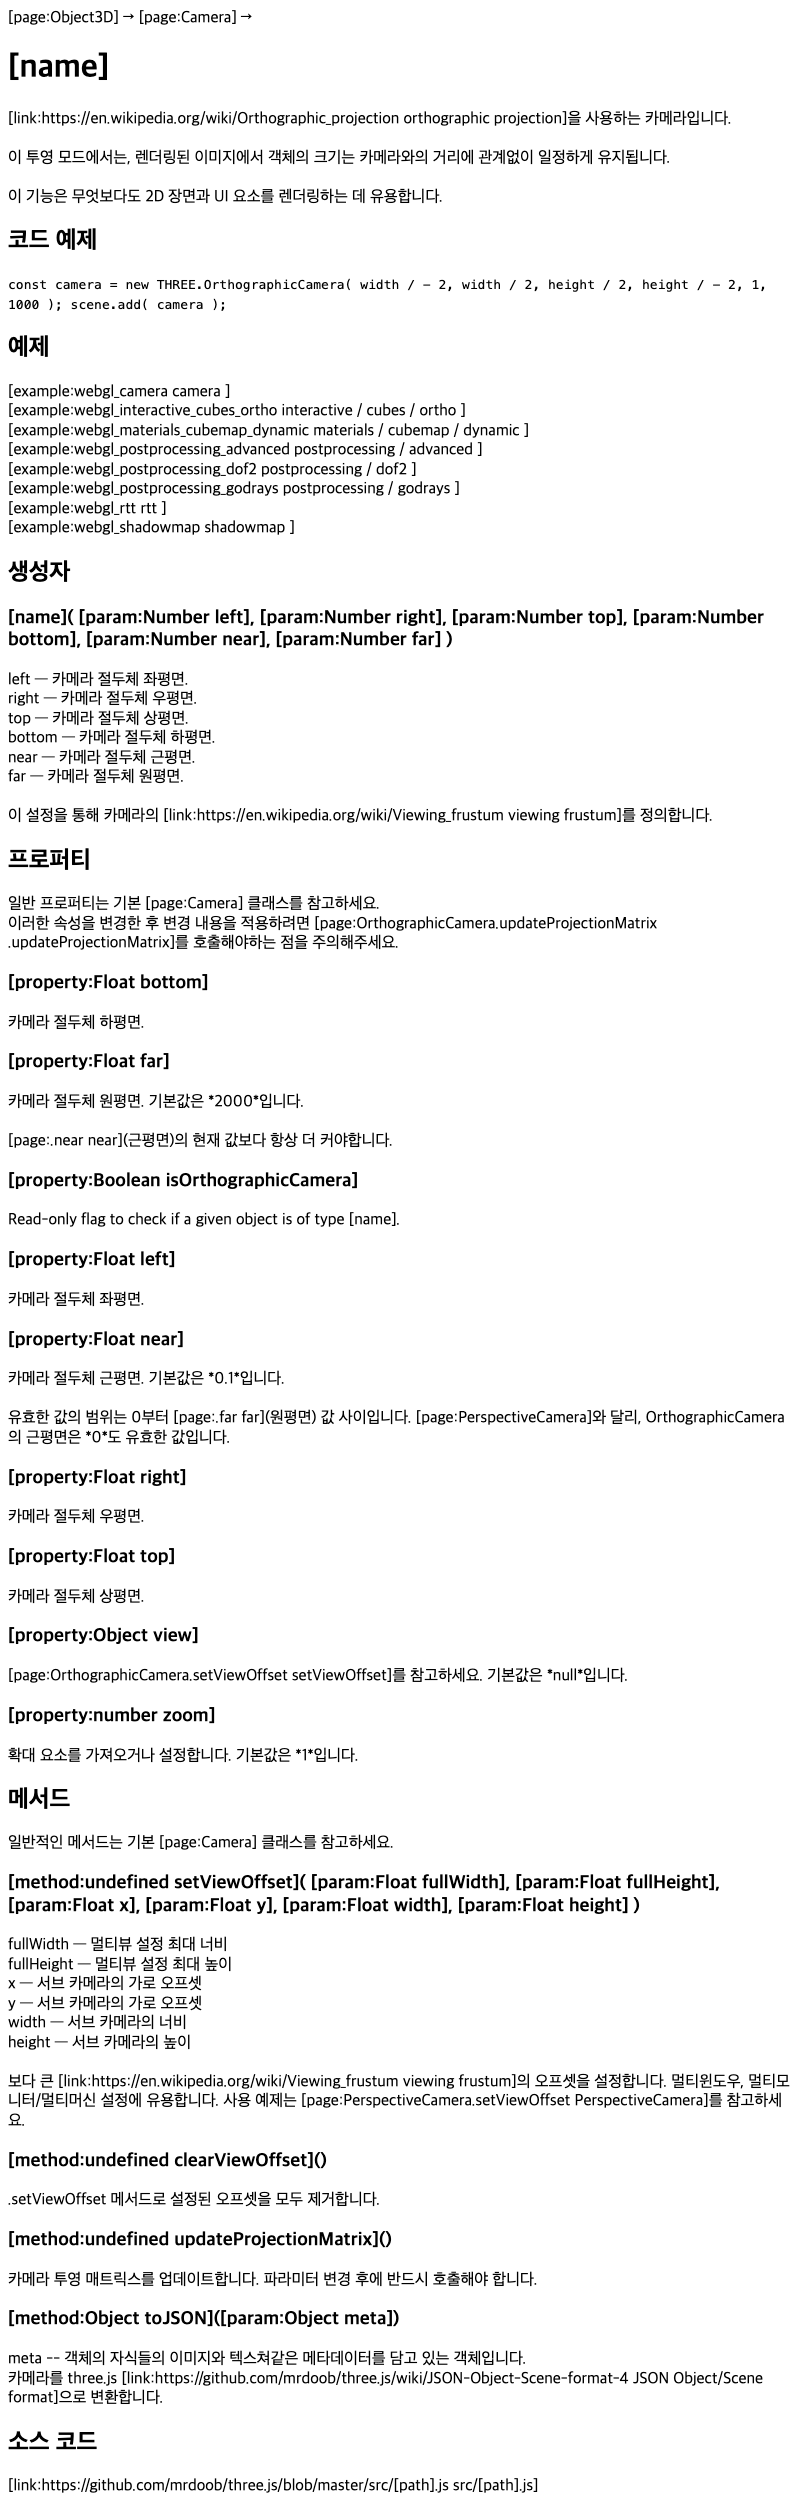 [page:Object3D] → [page:Camera] →
[name]
[link:https://en.wikipedia.org/wiki/Orthographic_projection orthographic projection]을 사용하는 카메라입니다.
이 투영 모드에서는, 렌더링된 이미지에서 객체의 크기는 카메라와의 거리에 관계없이 일정하게 유지됩니다.
이 기능은 무엇보다도 2D 장면과 UI 요소를 렌더링하는 데 유용합니다.
코드 예제
const camera = new THREE.OrthographicCamera( width / - 2, width / 2, height / 2, height / - 2, 1,
1000 ); scene.add( camera );
예제
[example:webgl_camera camera ]
[example:webgl_interactive_cubes_ortho interactive / cubes / ortho ]
[example:webgl_materials_cubemap_dynamic materials / cubemap / dynamic ]
[example:webgl_postprocessing_advanced postprocessing / advanced ]
[example:webgl_postprocessing_dof2 postprocessing / dof2 ]
[example:webgl_postprocessing_godrays postprocessing / godrays ]
[example:webgl_rtt rtt ]
[example:webgl_shadowmap shadowmap ]
생성자
[name]( [param:Number left], [param:Number right], [param:Number top], [param:Number
bottom], [param:Number near], [param:Number far] )
left — 카메라 절두체 좌평면.
right — 카메라 절두체 우평면.
top — 카메라 절두체 상평면.
bottom — 카메라 절두체 하평면.
near — 카메라 절두체 근평면.
far — 카메라 절두체 원평면.
이 설정을 통해 카메라의 [link:https://en.wikipedia.org/wiki/Viewing_frustum viewing frustum]를 정의합니다.
프로퍼티
일반 프로퍼티는 기본 [page:Camera] 클래스를 참고하세요.
이러한 속성을 변경한 후 변경 내용을 적용하려면 [page:OrthographicCamera.updateProjectionMatrix
.updateProjectionMatrix]를 호출해야하는 점을 주의해주세요.
[property:Float bottom]
카메라 절두체 하평면.
[property:Float far]
카메라 절두체 원평면. 기본값은 *2000*입니다.
[page:.near near](근평면)의 현재 값보다 항상 더 커야합니다.
[property:Boolean isOrthographicCamera]
Read-only flag to check if a given object is of type [name].
[property:Float left]
카메라 절두체 좌평면.
[property:Float near]
카메라 절두체 근평면. 기본값은 *0.1*입니다.
유효한 값의 범위는 0부터 [page:.far far](원평면) 값 사이입니다. [page:PerspectiveCamera]와 달리, OrthographicCamera
의 근평면은 *0*도 유효한 값입니다.
[property:Float right]
카메라 절두체 우평면.
[property:Float top]
카메라 절두체 상평면.
[property:Object view]
[page:OrthographicCamera.setViewOffset setViewOffset]를 참고하세요. 기본값은 *null*입니다.
[property:number zoom]
확대 요소를 가져오거나 설정합니다. 기본값은 *1*입니다.
메서드
일반적인 메서드는 기본 [page:Camera] 클래스를 참고하세요.
[method:undefined setViewOffset]( [param:Float fullWidth], [param:Float fullHeight],
[param:Float x], [param:Float y], [param:Float width], [param:Float height] )
fullWidth — 멀티뷰 설정 최대 너비
fullHeight — 멀티뷰 설정 최대 높이
x — 서브 카메라의 가로 오프셋
y — 서브 카메라의 가로 오프셋
width — 서브 카메라의 너비
height — 서브 카메라의 높이
보다 큰 [link:https://en.wikipedia.org/wiki/Viewing_frustum viewing frustum]의 오프셋을 설정합니다. 멀티윈도우, 멀티모
니터/멀티머신 설정에 유용합니다. 사용 예제는 [page:PerspectiveCamera.setViewOffset PerspectiveCamera]를 참고하세
요.
[method:undefined clearViewOffset]()
.setViewOffset 메서드로 설정된 오프셋을 모두 제거합니다.
[method:undefined updateProjectionMatrix]()
카메라 투영 매트릭스를 업데이트합니다. 파라미터 변경 후에 반드시 호출해야 합니다.
[method:Object toJSON]([param:Object meta])
meta -- 객체의 자식들의 이미지와 텍스쳐같은 메타데이터를 담고 있는 객체입니다.
카메라를 three.js [link:https://github.com/mrdoob/three.js/wiki/JSON-Object-Scene-format-4 JSON Object/Scene
format]으로 변환합니다.
소스 코드
[link:https://github.com/mrdoob/three.js/blob/master/src/[path].js src/[path].js]